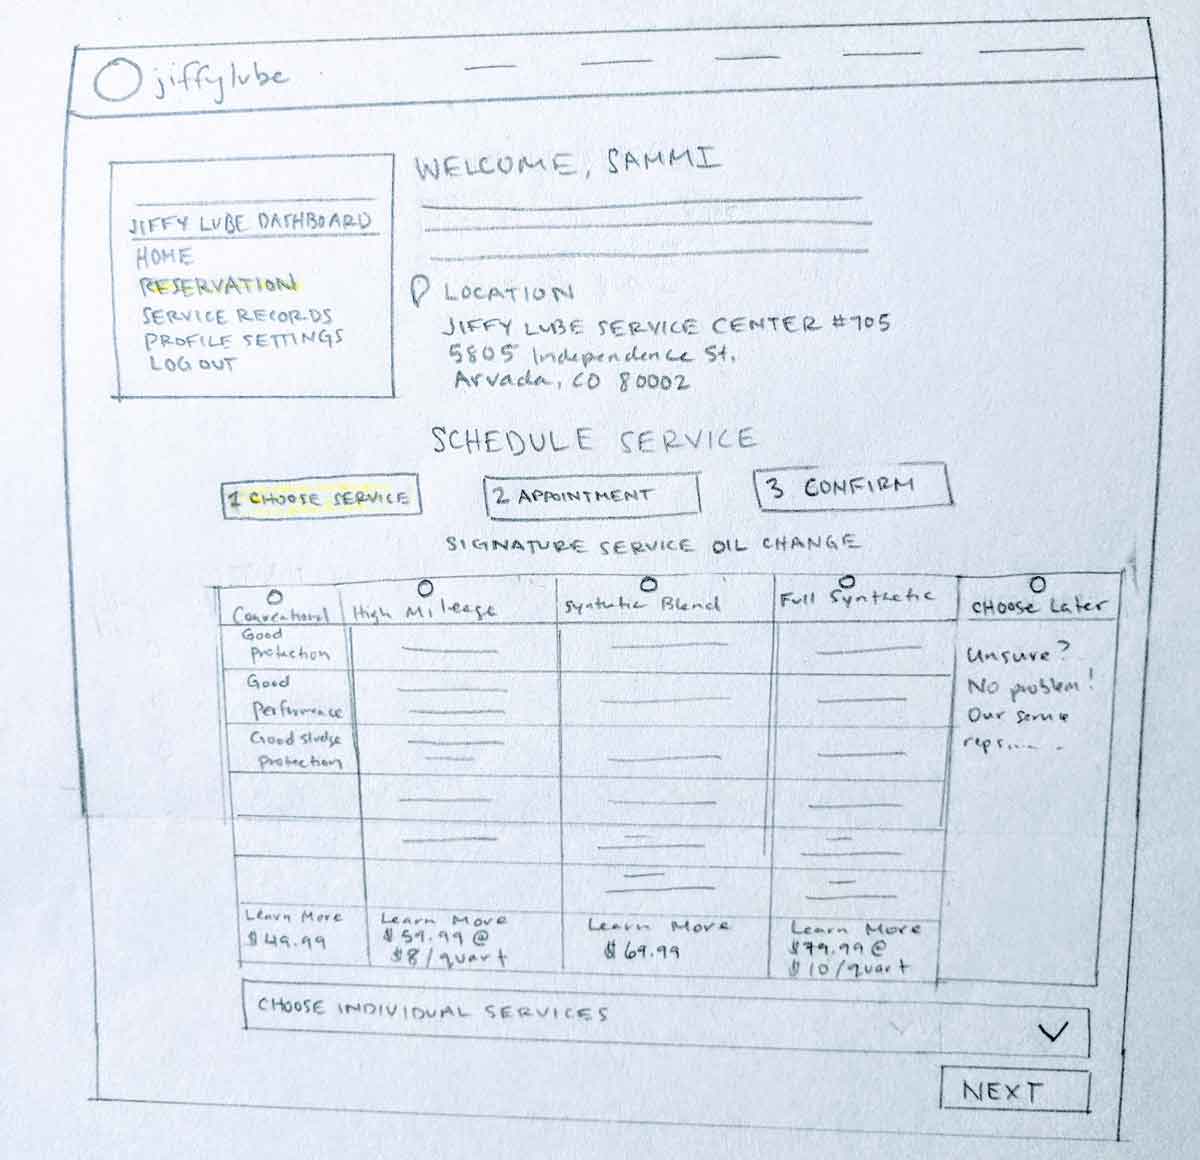 jiffylube
WELCOME, SAMMI
JIFFY LUBE DASHBOARD
HOME
RESERVATION
SERVICE RECORDS
PROFILE SETTINGS
LOG OUT
LOCATION
JIFFY LUBE SERVICE CENTER #705
5805 Independence St.
Arvada, CO 80002
SCHEDULE SERVICE
1 CHOOSE SERVICE
2 APPOINTMENT
3 CONFIRM
SIGNATURE SERVICE OIL CHANGE
Conventional
High Mileage
Synthetic Blend
Full Synthetic
CHOOSE Later
Good
protection
Good
performance
Good sludge
protection
Unsure?
No problem!
Our service
reps.....
Learn More
$49.99
Learn More
$59.99 @
$8/quart
Learn More
$69.99
Learn More
$79.99 @
$10/quart
CHOOSE INDIVIDUAL SERVICES
NEXT